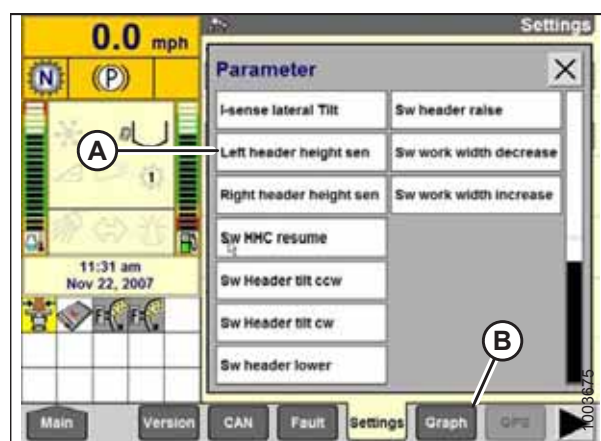 0.0 mph
Settings
N
(P)
Parameter
I-sense lateral Tilt
Sw header raise
A
Left header height sen
Sw work width decrease
1
Right header height sen
Sw work width increase
Sw HHC resume
11:31 am
Nov 22, 2007
Sw Header tilt ccw
Sw Header tilt cw
B
Sw header lower
Main
Version
CAN
Fault
Settings
Graph
GPS
1003675